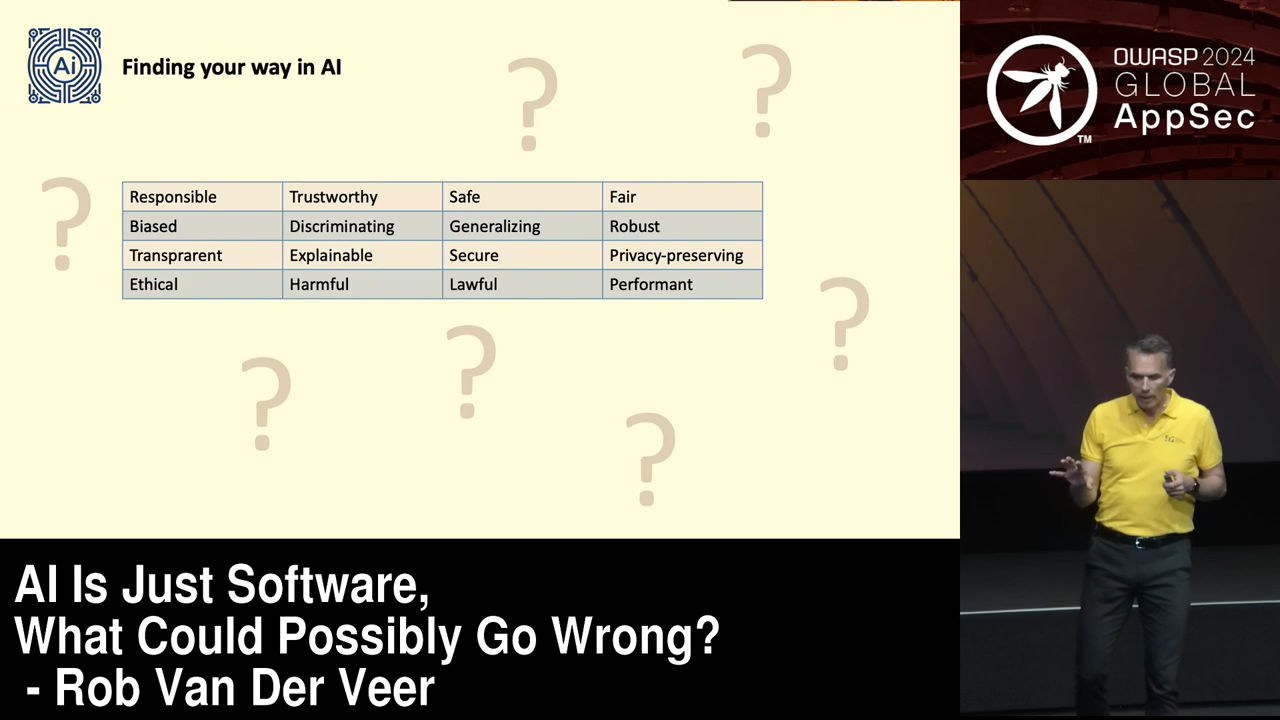 Ai
Finding your way in AI
Responsible Trustworthy Safe Fair
Biased Discriminating Generalizing Robust
Transprarent Explainable Secure Privacy-preserving
Ethical Harmful Lawful Performant
? ? ? ? ? ? ?
OWASP 2024
GLOBAL
AppSec
TM
AI Is Just Software,
What Could Possibly Go Wrong?
- Rob Van Der Veer